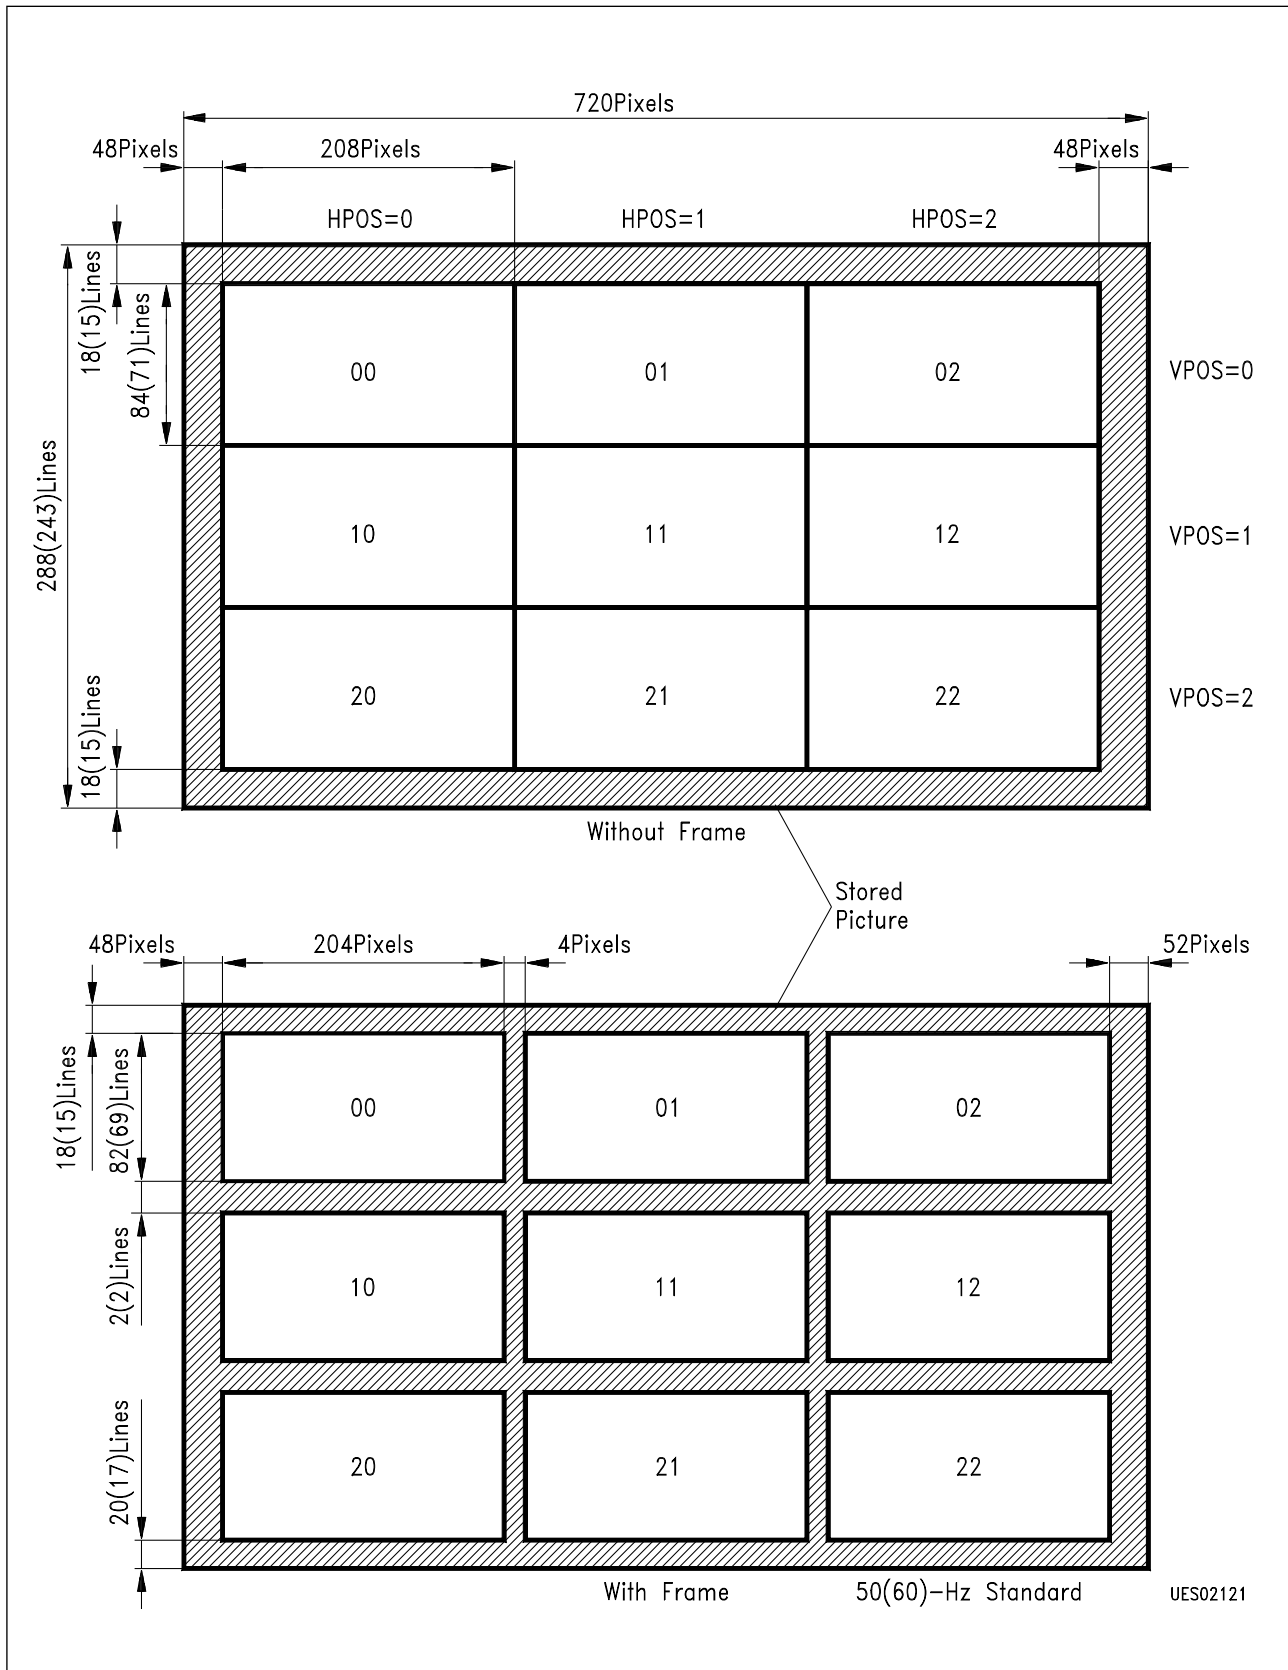 720Pixels
48Pixels 208Pixels 48Pixels
HPOS=0 HPOS=1 HPOS=2
18(15)Lines
84(71)Lines
288(243)Lines
18(15)Lines
00 01 02 VPOS=0
10 11 12 VPOS=1
20 21 22 VPOS=2
Without Frame
Stored
Picture
48Pixels 204Pixels 4Pixels 52Pixels
18(15)Lines
82(69)Lines
2(2)Lines
20(17)Lines
00 01 02
10 11 12
20 21 22
With Frame 50(60)-Hz Standard UES02121